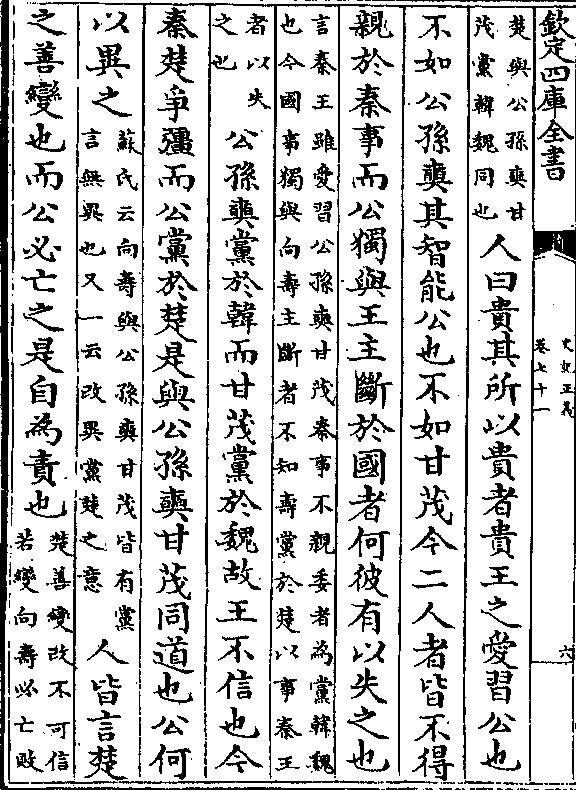 欽定四庫全書
史記正義
卷七十一
六
楚與公孫奭甘
茂黨韓魏同也
人曰貴其所以貴者貴王之愛習公也
不如公孫奭其智能公也不如甘茂今二人者皆不得
親於秦事而公獨與王主斷於國者何彼有以失之也
言秦王雖愛習公孫奭甘茂秦事不親委者為黨韓魏
也今國事獨與向壽主斷者不知壽黨於楚以事秦王
者以失
之也
公孫奭黨於韓而甘茂黨於魏故王不信也今
秦楚爭彊而公黨於楚是與公孫奭甘茂同道也公何
以異之
蘇氏云向壽與公孫奭甘茂皆有黨
言無異也又一云改異黨楚之意
人皆言楚
之善變也而公必亡之是自為責也
楚善變改不可信
若變向壽必亡敗